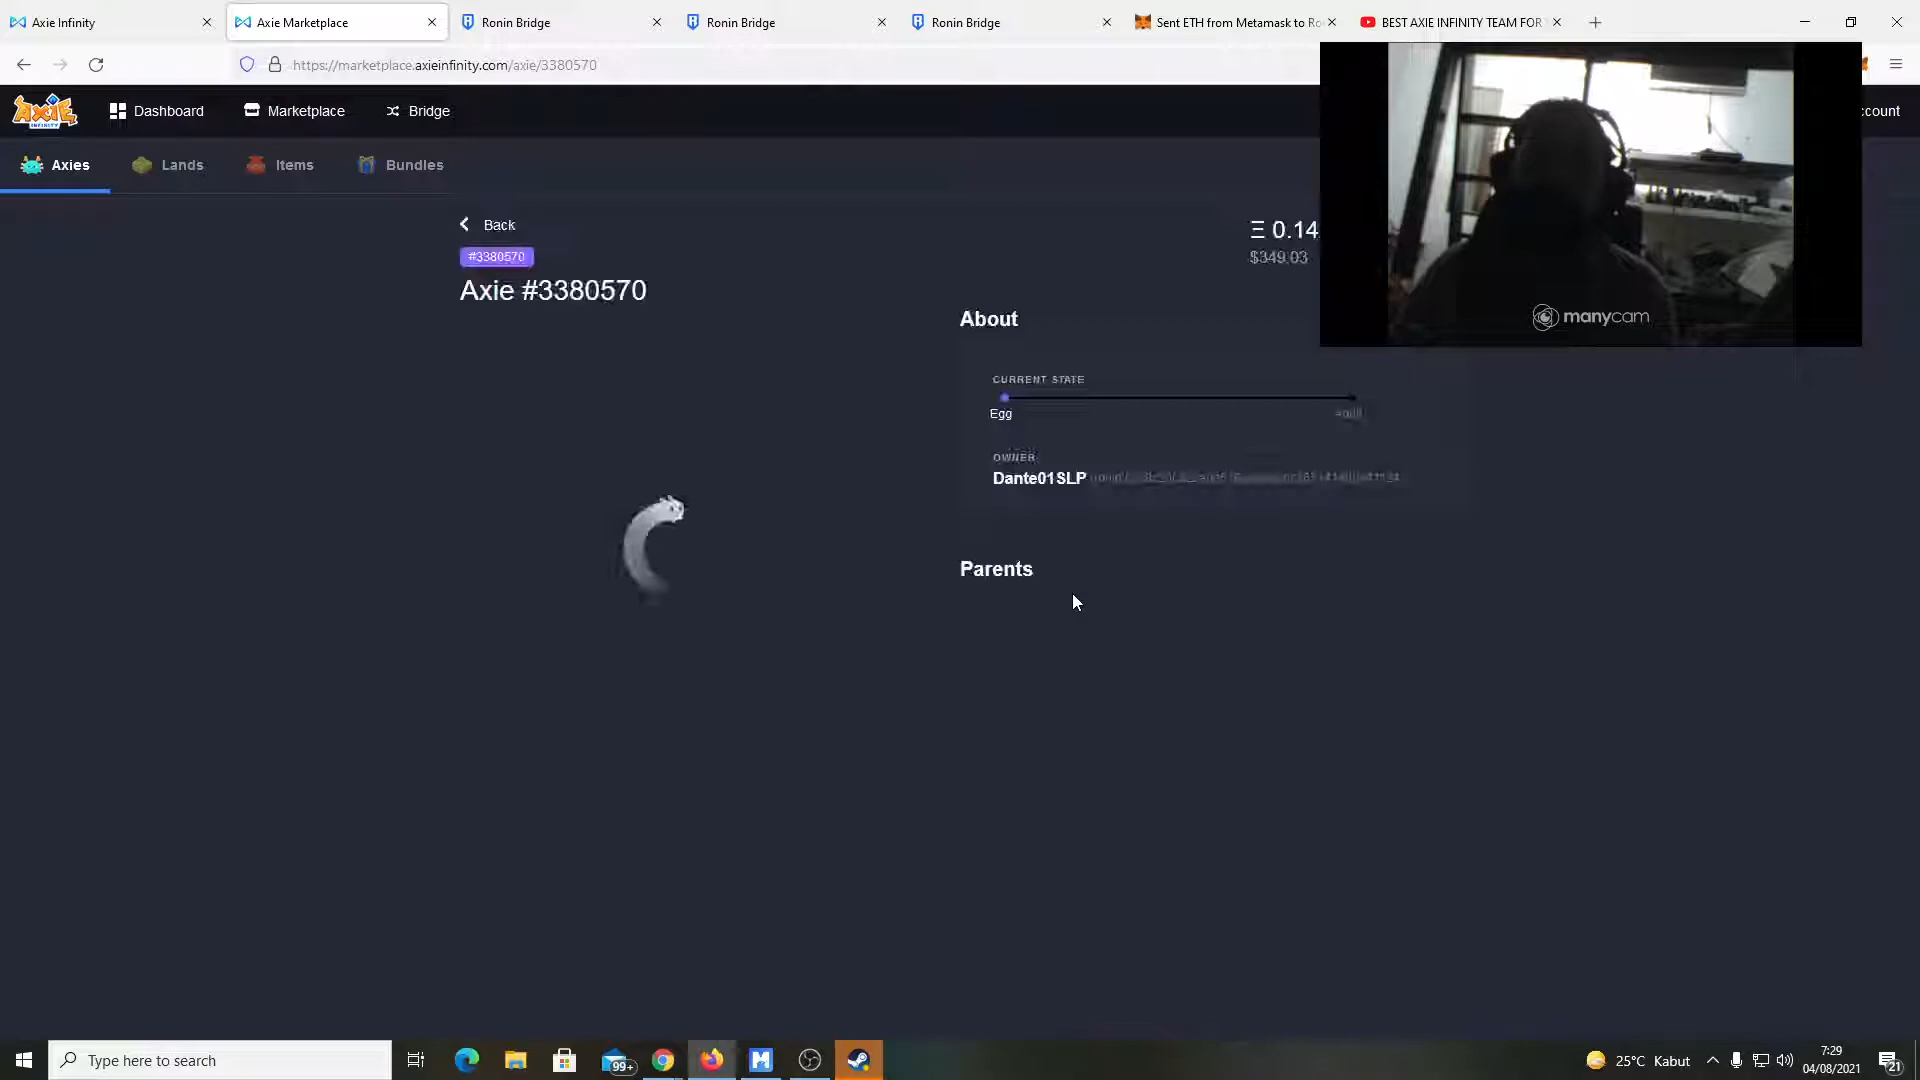 Axie Infinity
Axie Marketplace
Ronin Bridge
Ronin Bridge
Ronin Bridge
Sent ETH from Metamask to Ro
BEST AXIE INFINITY TEAM FOR
https://marketplace.axieinfinity.com/axie/3380570
AXIE INFINITY
Dashboard
Marketplace
Bridge
ccount
Axies
Lands
Items
Bundles
Back
#3380570
Axie #3380570
Ξ 0.14
$349.03
About
CURRENT STATE
Egg
OWNER
Dante01SLP
Parents
manycam
Type here to search
99+
25°C Kabut
7:29
04/08/2021
21